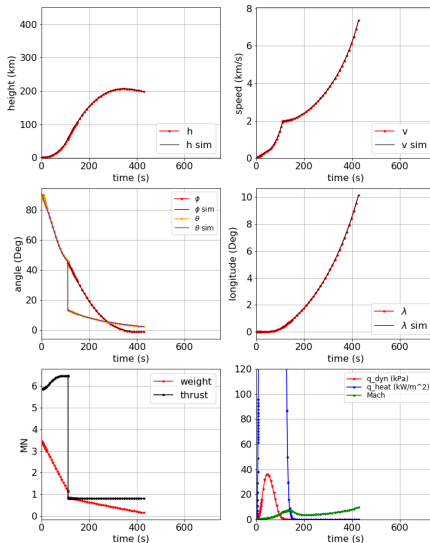 height (km)
400
300
200
100
0
h
h sim
0 200 400 600
time (s)
speed (km/s)
8
6
4
2
0
v
v sim
0 200 400 600
time (s)
angle (Deg)
80
60
40
20
0
ϕ
ϕ sim
θ
θ sim
0 200 400 600
time (s)
longitude (Deg)
10
8
6
4
2
0
λ
λ sim
0 200 400 600
time (s)
MN
6
5
4
3
2
1
0
weight
thrust
0 200 400 600
time (s)
120
100
80
60
40
20
0
q_dyn (kPa)
q_heat (kW/m^2)
Mach
0 200 400 600
time (s)